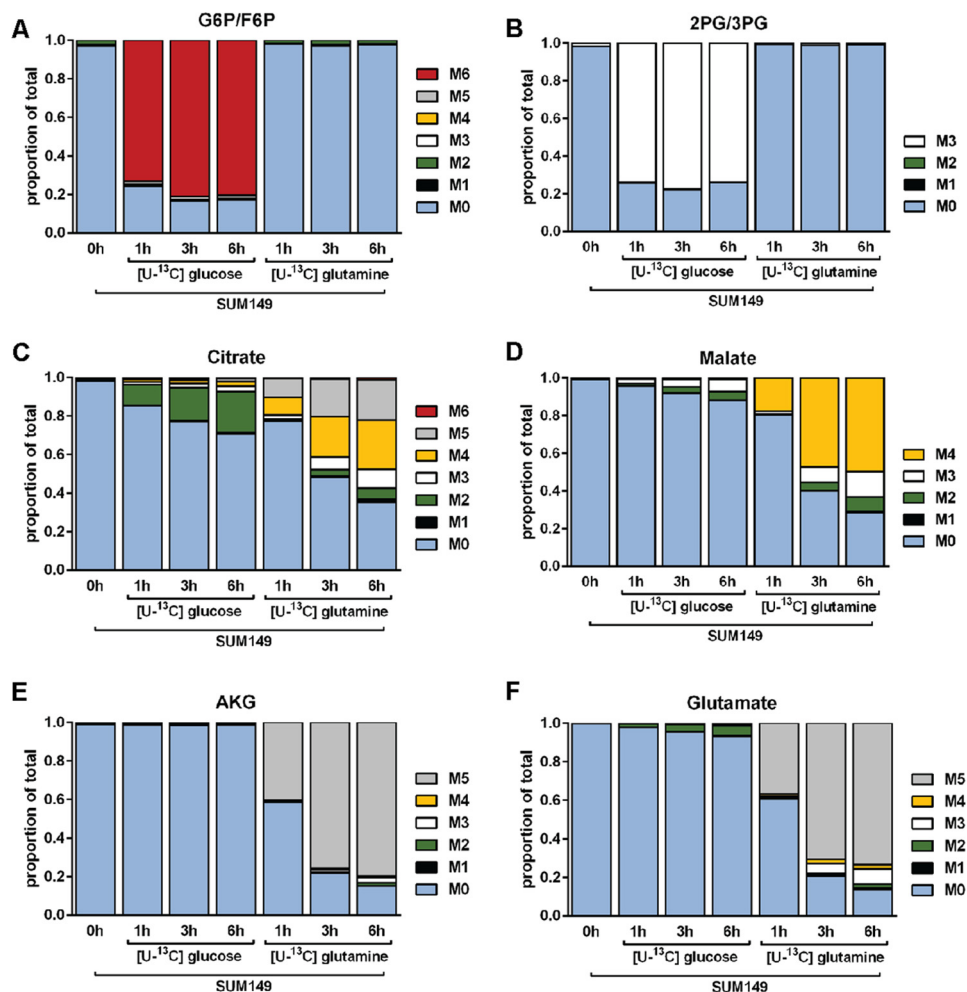 A
G6P/F6P
proportion of total
1.0
0.8
0.6
0.4
0.2
0.0
0h 1h 3h 6h 1h 3h 6h
[U-¹³C] glucose [U-¹³C] glutamine
SUM149
M6
M5
M4
M3
M2
M1
M0
B
2PG/3PG
proportion of total
1.0
0.8
0.6
0.4
0.2
0.0
0h 1h 3h 6h 1h 3h 6h
[U-¹³C] glucose [U-¹³C] glutamine
SUM149
M3
M2
M1
M0
C
Citrate
proportion of total
1.0
0.8
0.6
0.4
0.2
0.0
0h 1h 3h 6h 1h 3h 6h
[U-¹³C] glucose [U-¹³C] glutamine
SUM149
M6
M5
M4
M3
M2
M1
M0
D
Malate
proportion of total
1.0
0.8
0.6
0.4
0.2
0.0
0h 1h 3h 6h 1h 3h 6h
[U-¹³C] glucose [U-¹³C] glutamine
SUM149
M4
M3
M2
M1
M0
E
AKG
proportion of total
1.0
0.8
0.6
0.4
0.2
0.0
0h 1h 3h 6h 1h 3h 6h
[U-¹³C] glucose [U-¹³C] glutamine
SUM149
M5
M4
M3
M2
M1
M0
F
Glutamate
proportion of total
1.0
0.8
0.6
0.4
0.2
0.0
0h 1h 3h 6h 1h 3h 6h
[U-¹³C] glucose [U-¹³C] glutamine
SUM149
M5
M4
M3
M2
M1
M0